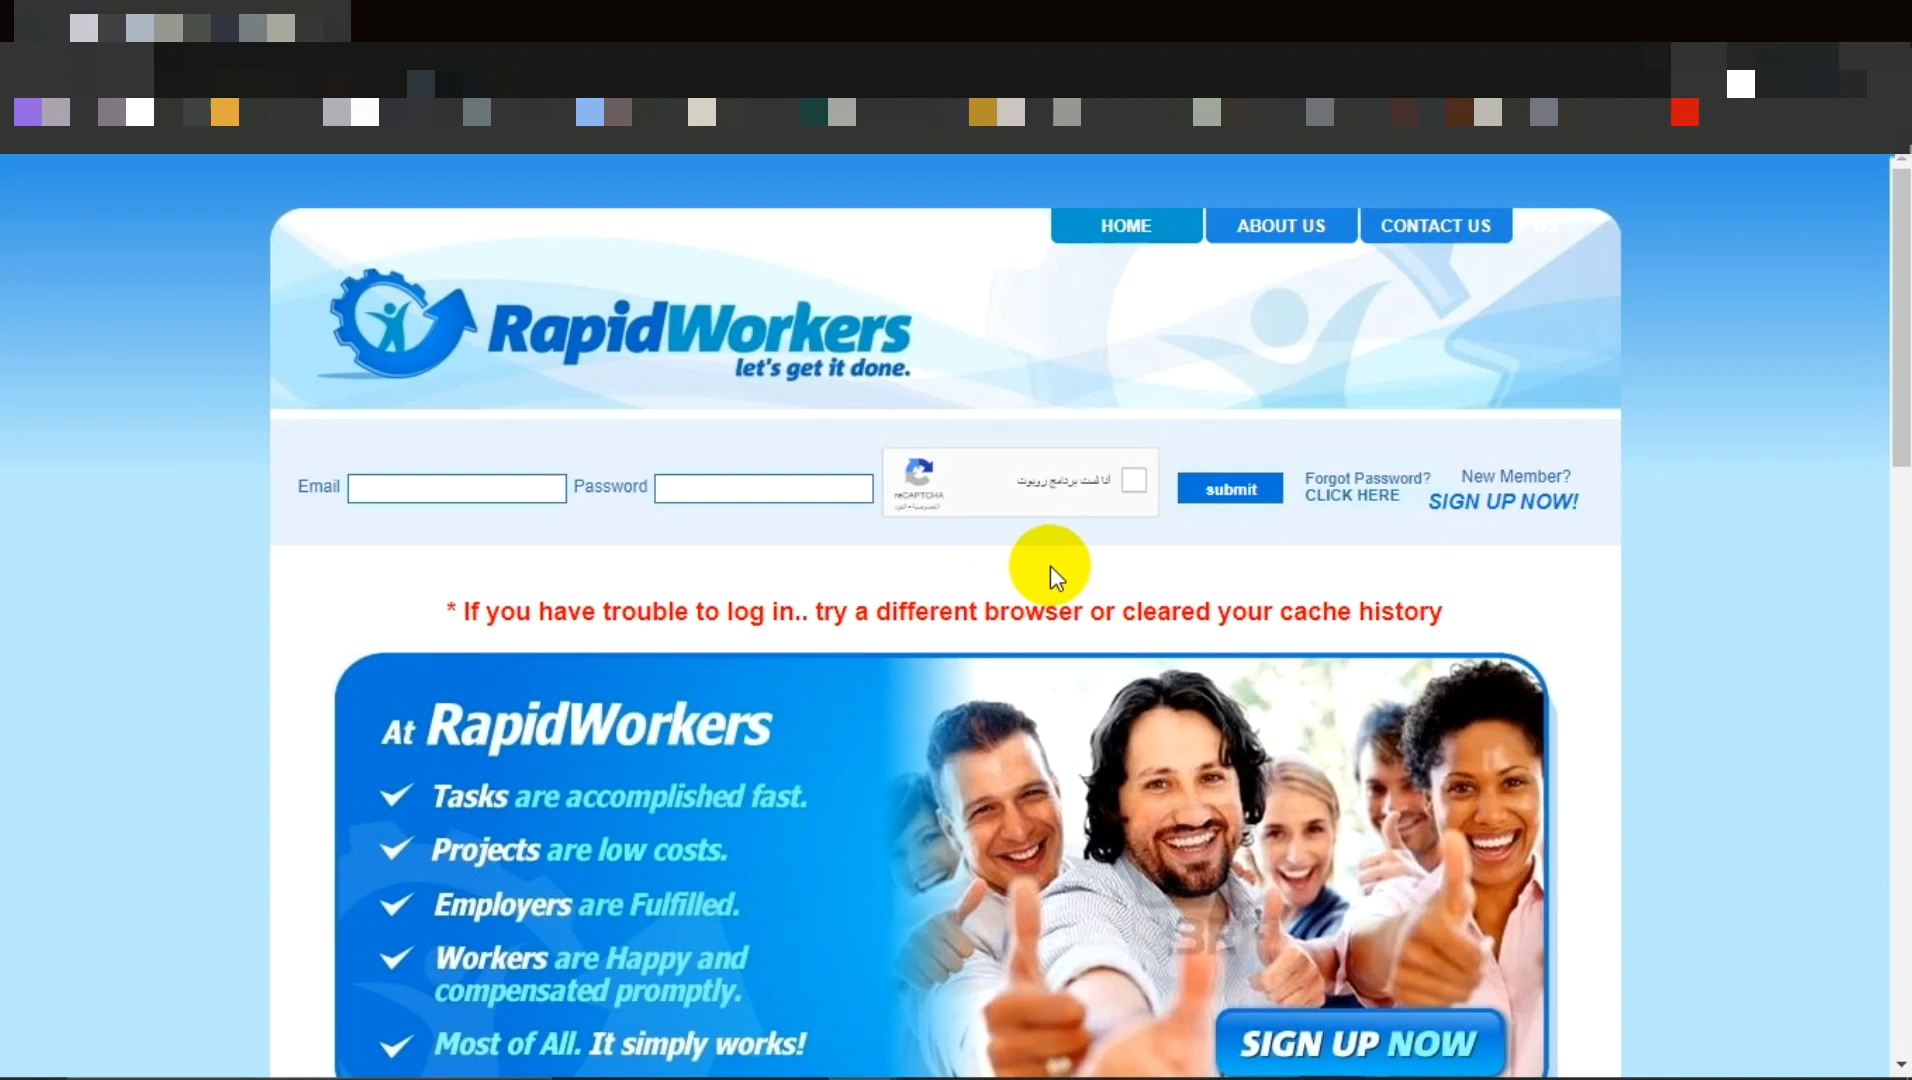 HOME
ABOUT US
CONTACT US
RapidWorkers
let's get it done.
Email
Password
reCAPTCHA
أنا لست برنامج روبوت
submit
Forgot Password?
CLICK HERE
New Member?
SIGN UP NOW!
* If you have trouble to log in.. try a different browser or cleared your cache history
At RapidWorkers
Tasks are accomplished fast.
Projects are low costs.
Employers are Fulfilled.
Workers are Happy and
compensated promptly.
Most of All. It simply works!
SIGN UP NOW